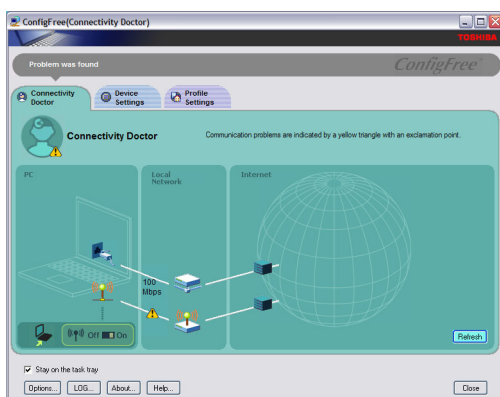 ConfigFree(Connectivity Doctor)
TOSHIBA
Problem was found
ConfigFree
Connectivity
Doctor
Device
Settings
Profile
Settings
Connectivity Doctor
Communication problems are indicated by a yellow triangle with an exclamation point.
PC
Local
Network
Internet
100
Mbps
Off
On
Refresh
Stay on the task tray
Options...
LOG...
About...
Help...
Close